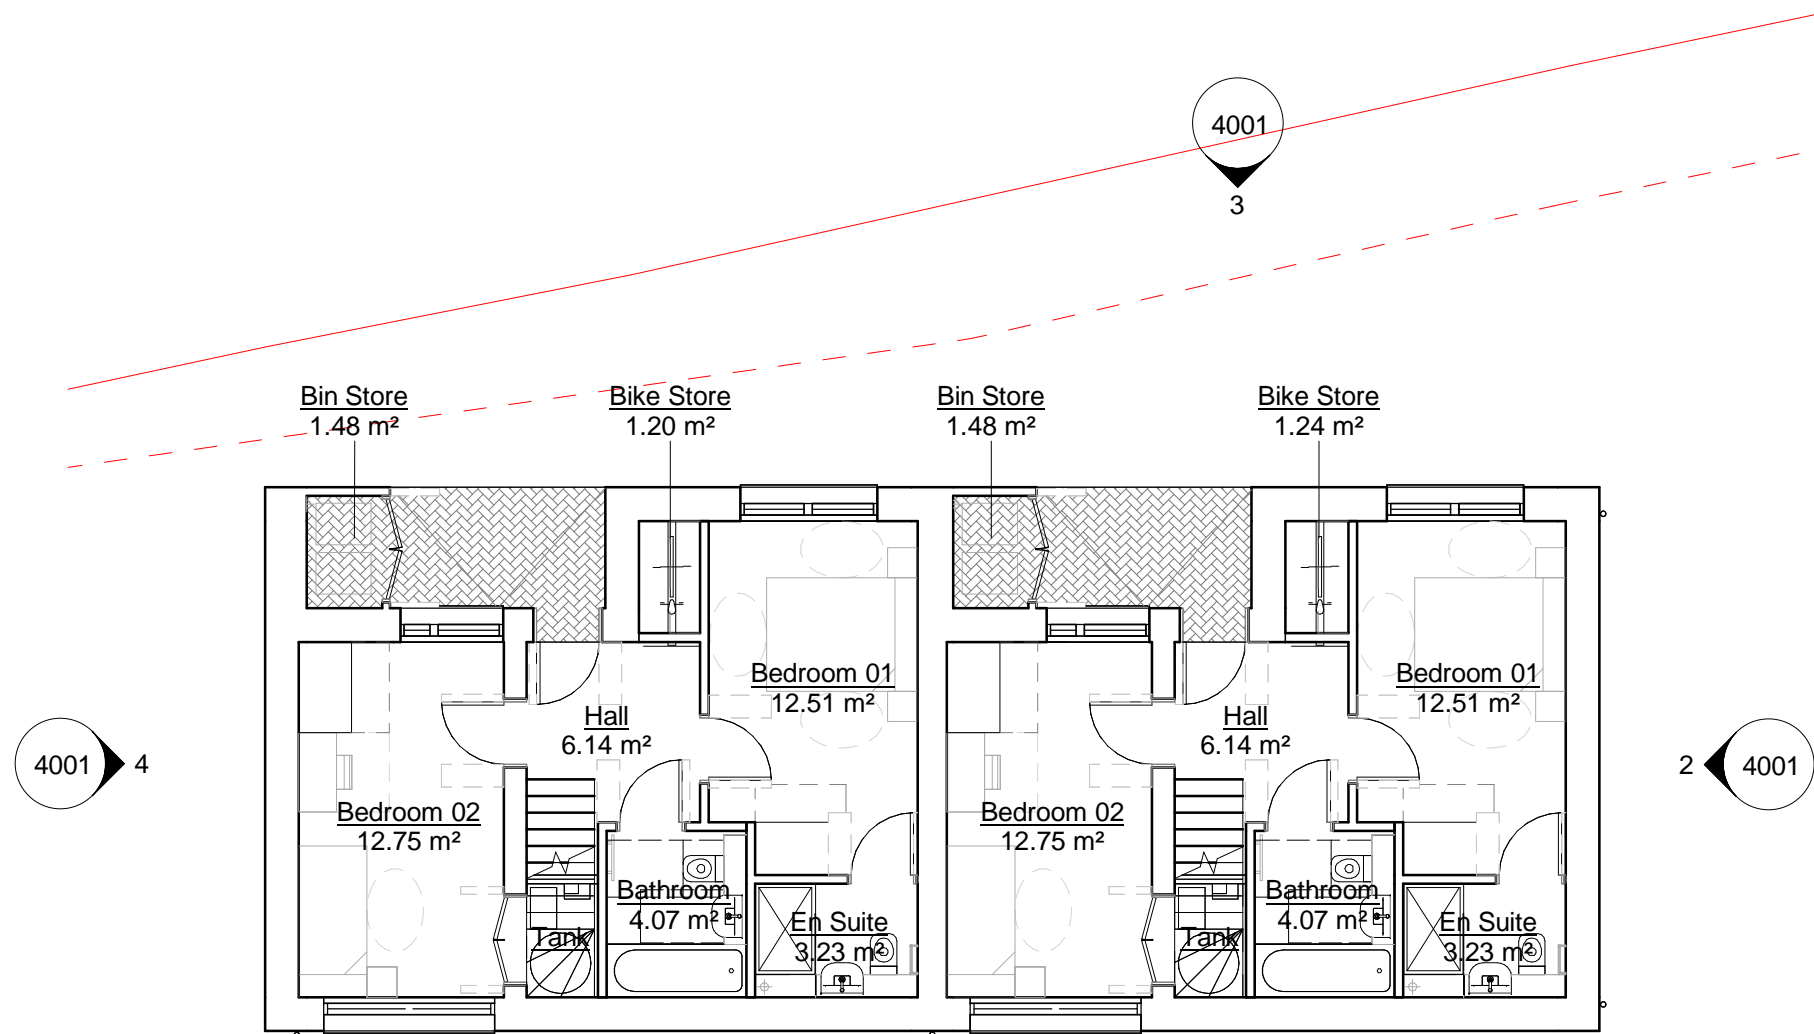 4001
3
Bin Store
1.48 m²
Bike Store
1.20 m²
Bin Store
1.48 m²
Bike Store
1.24 m²
Bedroom 01
12.51 m²
Bedroom 01
12.51 m²
Hall
6.14 m²
Hall
6.14 m²
4001
4
2
4001
Bedroom 02
12.75 m²
Bedroom 02
12.75 m²
Bathroom
4.07 m²
Bathroom
4.07 m²
En Suite
3.23 m²
En Suite
3.23 m²
Tank
Tank